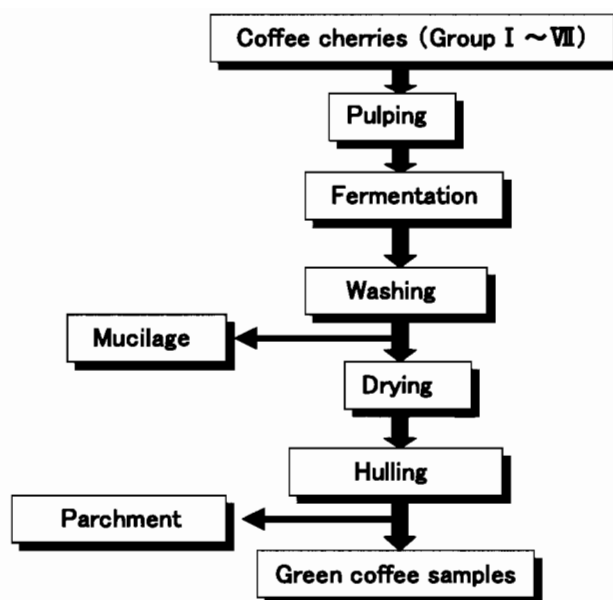 Coffee cherries (Group Ⅰ ～Ⅶ)
Pulping
Fermentation
Washing
Mucilage
Drying
Hulling
Parchment
Green coffee samples